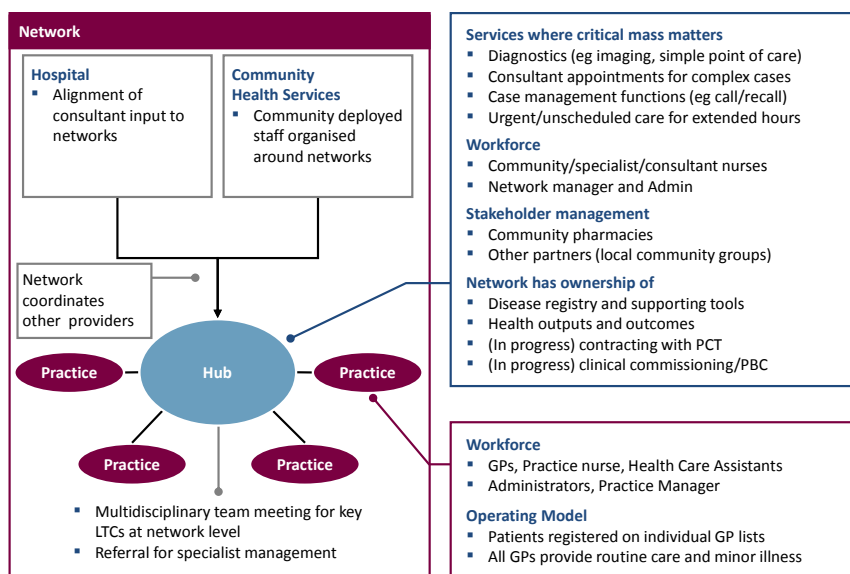 Network
Hospital
▪ Alignment of
consultant input to
networks
Community
Health Services
▪ Community deployed
staff organised
around networks
Network
coordinates
other providers
Hub
Practice
Practice
Practice
Practice
▪ Multidisciplinary team meeting for key
LTCs at network level
▪ Referral for specialist management
Services where critical mass matters
▪ Diagnostics (eg imaging, simple point of care)
▪ Consultant appointments for complex cases
▪ Case management functions (eg call/recall)
▪ Urgent/unscheduled care for extended hours
Workforce
▪ Community/specialist/consultant nurses
▪ Network manager and Admin
Stakeholder management
▪ Community pharmacies
▪ Other partners (local community groups)
Network has ownership of
▪ Disease registry and supporting tools
▪ Health outputs and outcomes
▪ (In progress) contracting with PCT
▪ (In progress) clinical commissioning/PBC
Workforce
▪ GPs, Practice nurse, Health Care Assistants
▪ Administrators, Practice Manager
Operating Model
▪ Patients registered on individual GP lists
▪ All GPs provide routine care and minor illness